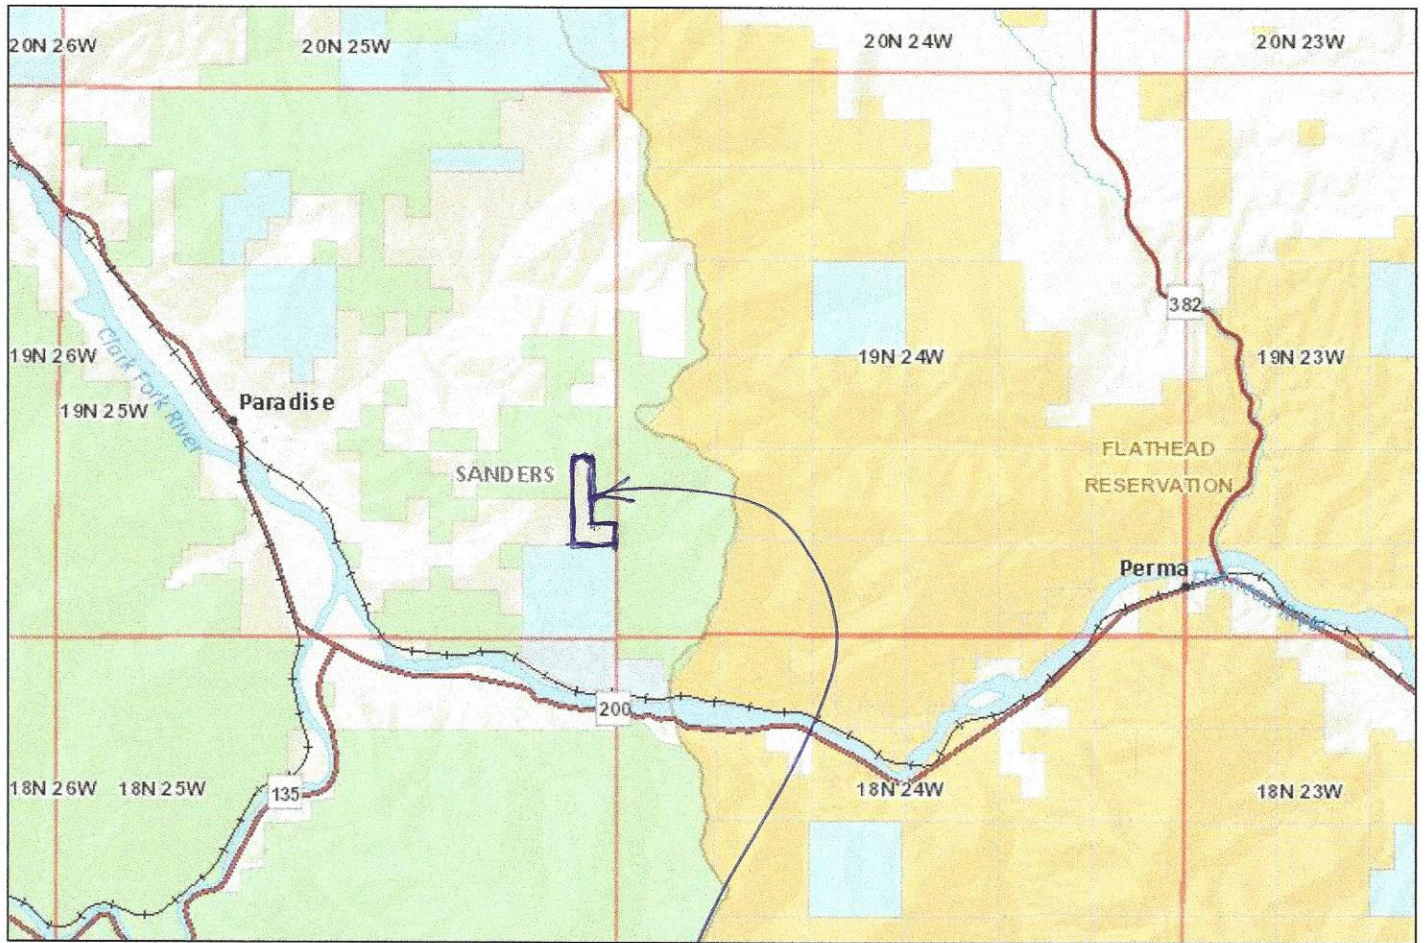 20N 26W
20N 25W
20N 24W
20N 23W
382
19N 26W
19N 24W
19N 23W
Clark Fork River
Paradise
19N 25W
FLATHEAD
RESERVATION
SANDERS
Perma
200
18N 26W
18N 25W
135
18N 24W
18N 23W